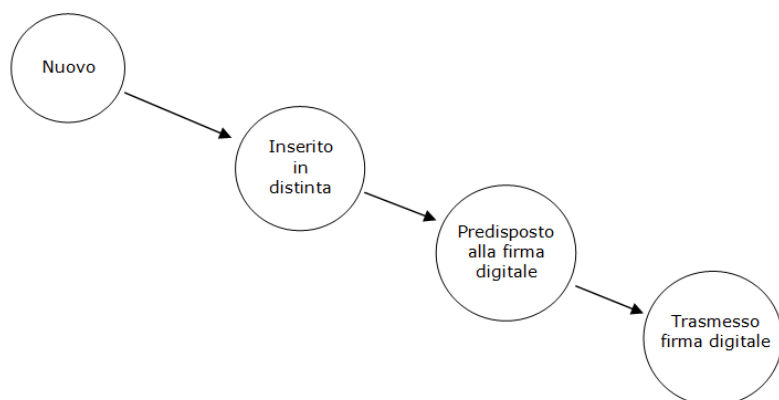 Nuovo
Inserito
in
distinta
Predisposto
alla firma
digitale
Trasmesso
firma digitale